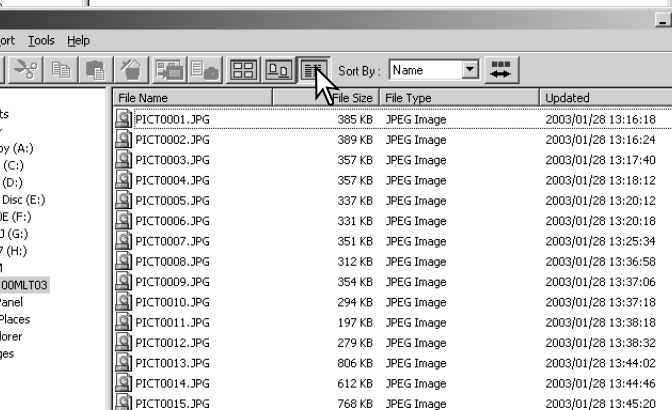 ort Tools Help
Sort By : Name
File Name File Size File Type Updated
PICT0001.JPG 385 KB JPEG Image 2003/01/28 13:16:18
PICT0002.JPG 389 KB JPEG Image 2003/01/28 13:16:24
PICT0003.JPG 357 KB JPEG Image 2003/01/28 13:17:40
PICT0004.JPG 357 KB JPEG Image 2003/01/28 13:18:12
PICT0005.JPG 337 KB JPEG Image 2003/01/28 13:20:12
PICT0006.JPG 331 KB JPEG Image 2003/01/28 13:20:18
PICT0007.JPG 351 KB JPEG Image 2003/01/28 13:25:34
PICT0008.JPG 312 KB JPEG Image 2003/01/28 13:36:58
PICT0009.JPG 354 KB JPEG Image 2003/01/28 13:37:06
PICT0010.JPG 294 KB JPEG Image 2003/01/28 13:37:18
PICT0011.JPG 197 KB JPEG Image 2003/01/28 13:38:18
PICT0012.JPG 279 KB JPEG Image 2003/01/28 13:38:32
PICT0013.JPG 806 KB JPEG Image 2003/01/28 13:44:02
PICT0014.JPG 612 KB JPEG Image 2003/01/28 13:44:46
PICT0015.JPG 768 KB JPEG Image 2003/01/28 13:45:20
ts
py (A:)
(C:)
(D:)
Disc (E:)
0E (F:)
J (G:)
7 (H:)
00MLT03
Panel
Places
lorer
ges